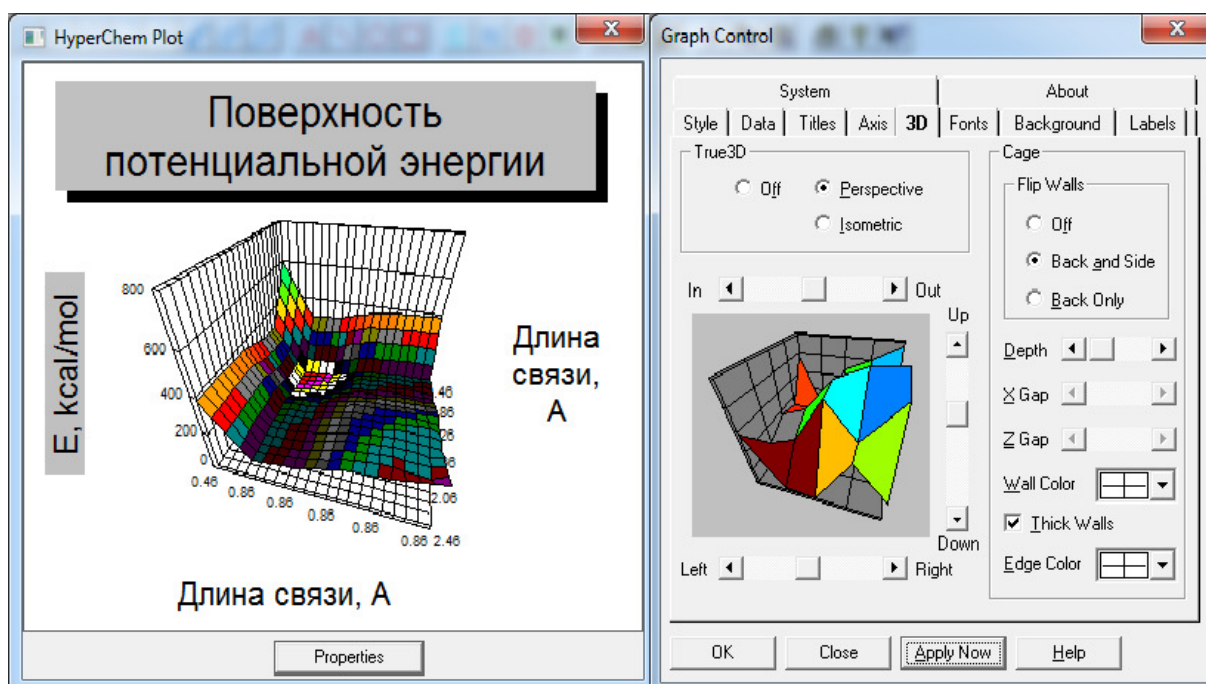 HyperChem Plot
Поверхность
потенциальной энергии
E, kcal/mol
800
600
400
200
0
0.46
0.86
0.86
0.86
0.86
0.86 2.46
2.06
.36
.26
.86
.46
Длина
связи,
А
Длина связи, А
Properties
Graph Control
System About
Style Data Titles Axis 3D Fonts Background Labels
True3D
Off Perspective
Isometric
In Out
Up
Down
Left Right
Cage
Flip Walls
Off
Back and Side
Back Only
Depth
X Gap
Z Gap
Wall Color
Thick Walls
Edge Color
OK Close Apply Now Help